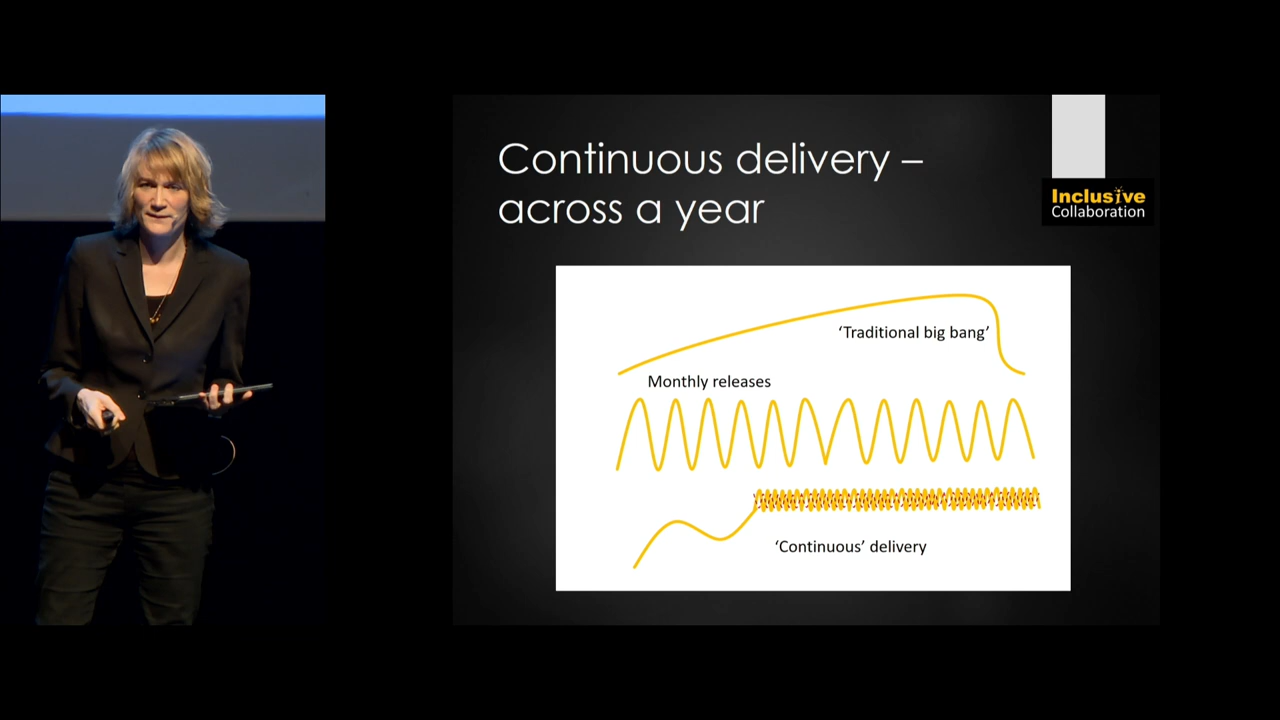 Continuous delivery –
across a year
Inclusive
Collaboration
‘Traditional big bang’
Monthly releases
‘Continuous’ delivery